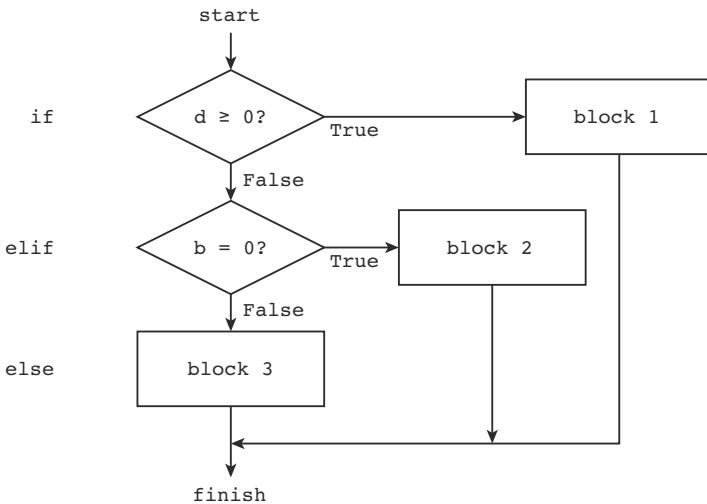 start
if
d ≥ 0?
True
block 1
False
elif
b = 0?
True
block 2
False
else
block 3
finish